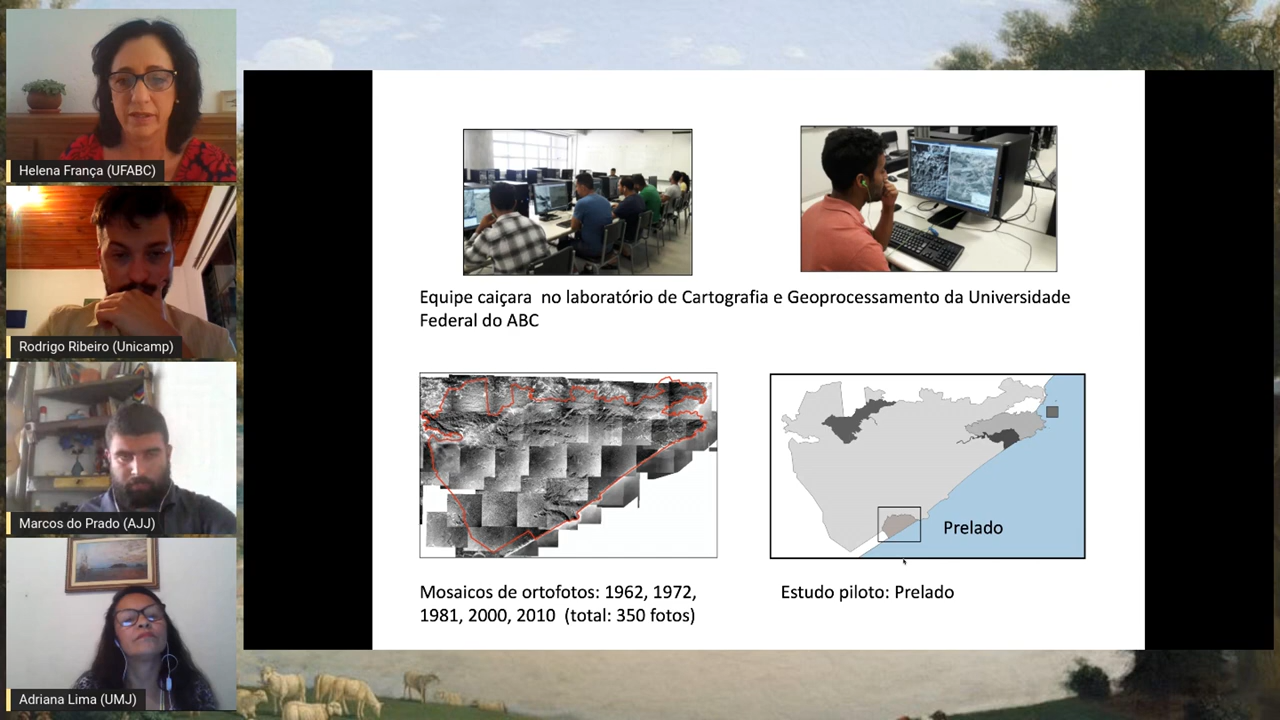 Helena França (UFABC)
Rodrigo Ribeiro (Unicamp)
Marcos do Prado (AJJ)
Adriana Lima (UMJ)
Equipe caiçara no laboratório de Cartografia e Geoprocessamento da Universidade
Federal do ABC
Prelado
Mosaicos de ortofotos: 1962, 1972,
1981, 2000, 2010 (total: 350 fotos)
Estudo piloto: Prelado